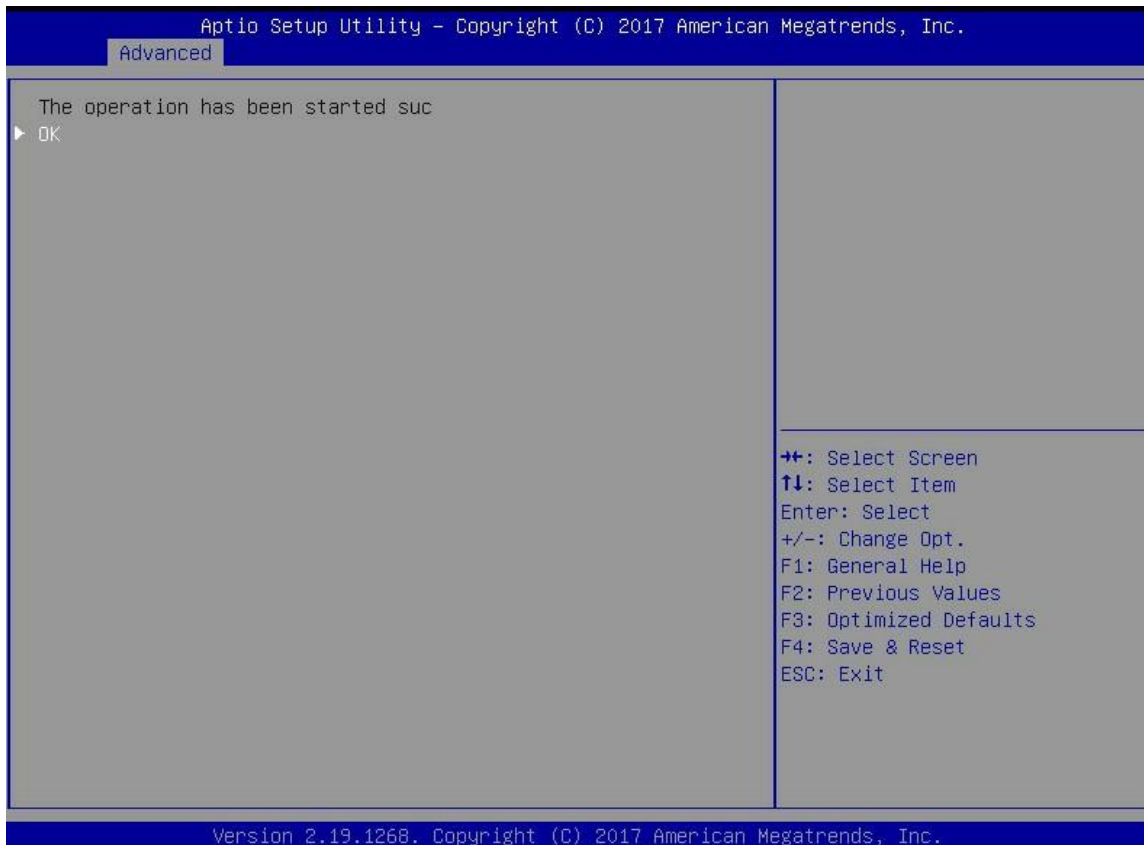 Aptio Setup Utility – Copyright (C) 2017 American Megatrends, Inc.
Advanced
The operation has been started suc
► OK
→←: Select Screen
↑↓: Select Item
Enter: Select
+/-: Change Opt.
F1: General Help
F2: Previous Values
F3: Optimized Defaults
F4: Save & Reset
ESC: Exit
Version 2.19.1268. Copyright (C) 2017 American Megatrends, Inc.